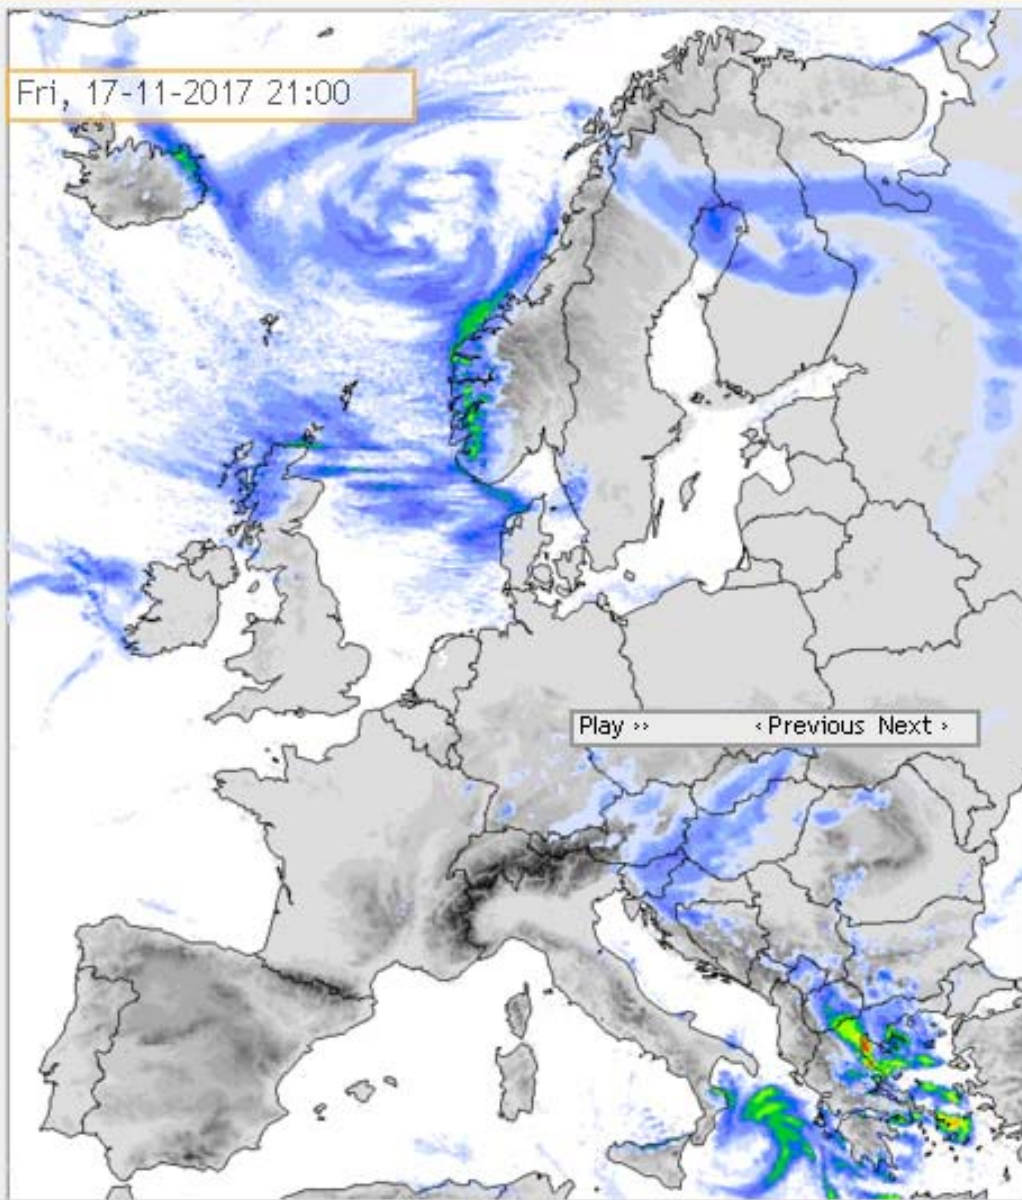 Fri, 17-11-2017 21:00
Play ›› ‹ Previous Next ›